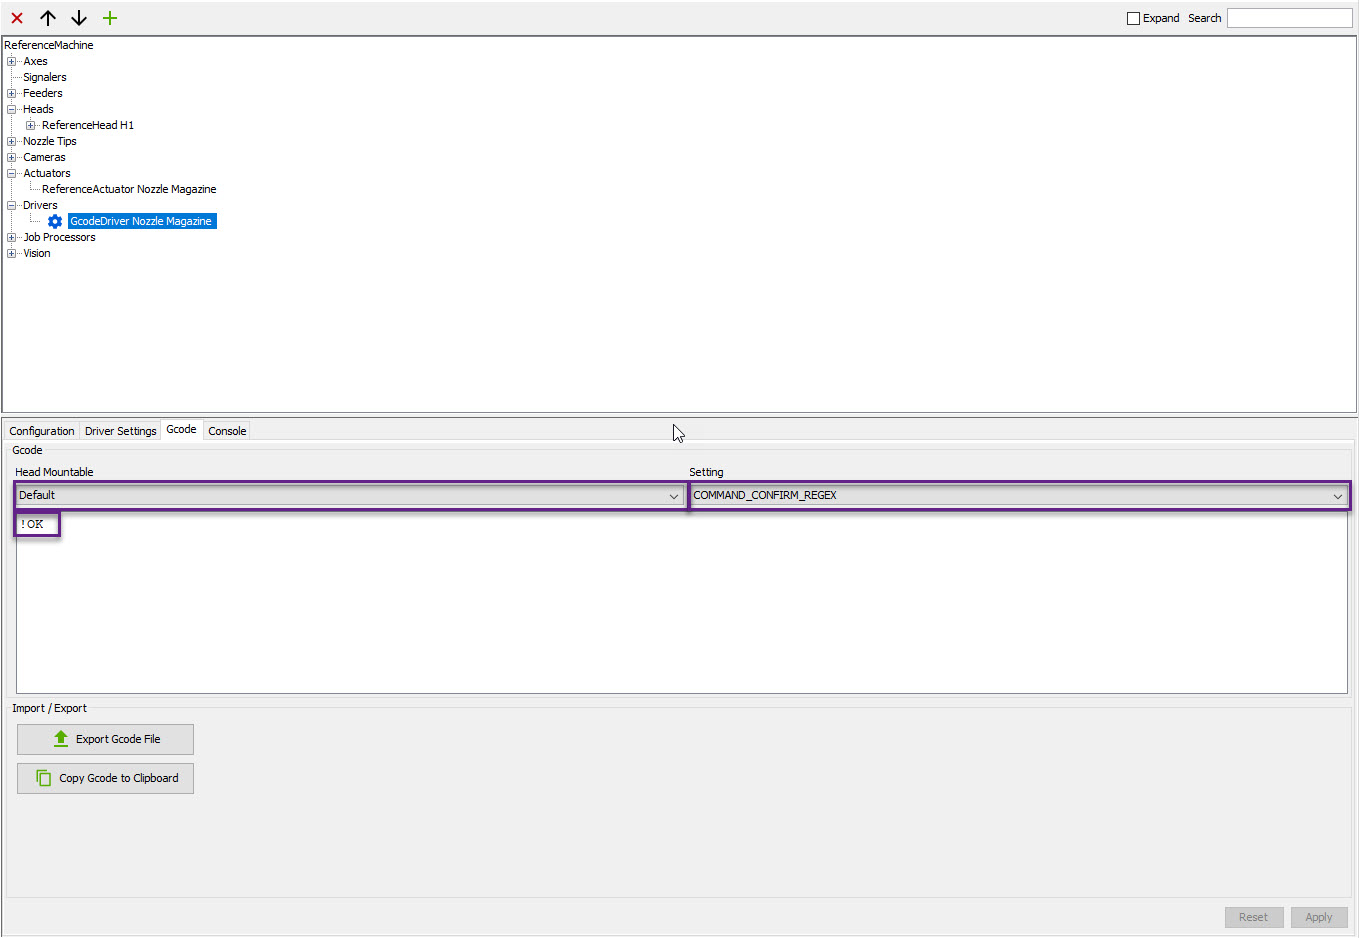 Expand Search
ReferenceMachine
Axes
Signalers
Feeders
Heads
ReferenceHead H1
Nozzle Tips
Cameras
Actuators
ReferenceActuator Nozzle Magazine
Drivers
GcodeDriver Nozzle Magazine
Job Processors
Vision
Configuration Driver Settings Gcode Console
Gcode
Head Mountable Setting
Default COMMAND_CONFIRM_REGEX
!OK
Import / Export
Export Gcode File
Copy Gcode to Clipboard
Reset Apply